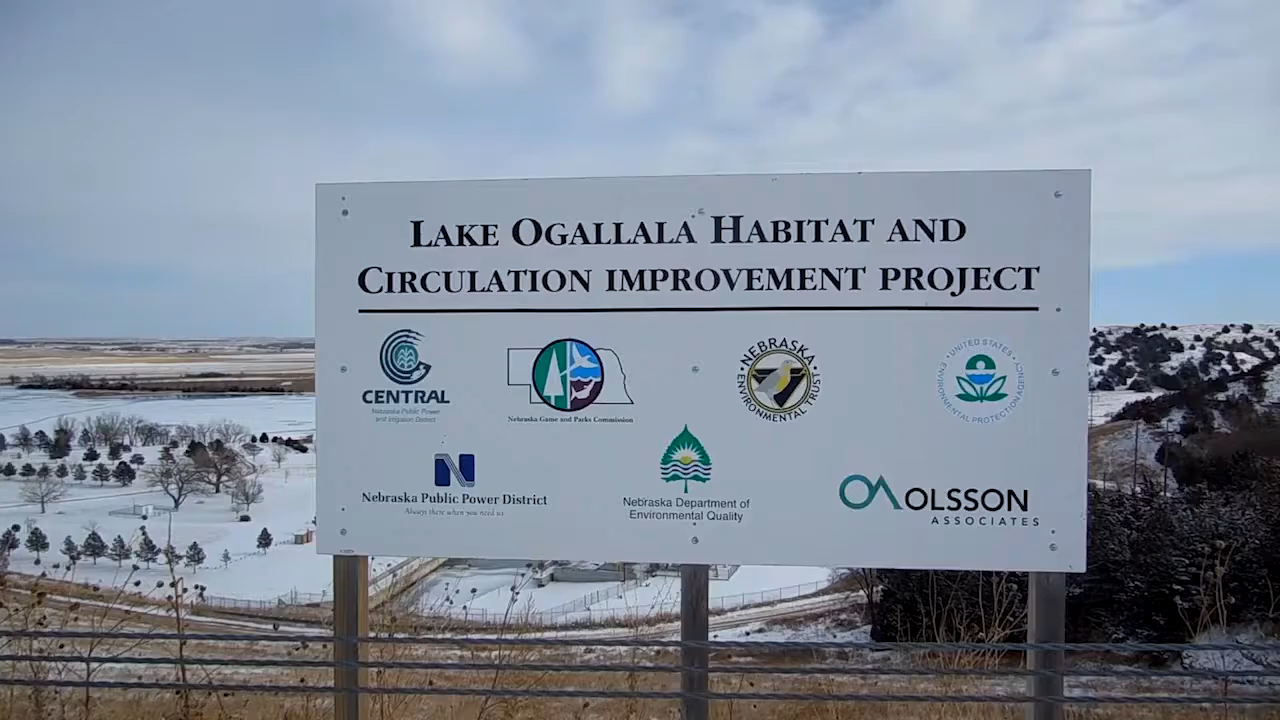 LAKE OGALLALA HABITAT AND
CIRCULATION IMPROVEMENT PROJECT
CENTRAL
Nebraska Public Power
and Irrigation District
Nebraska Game and Parks Commission
NEBRASKA
ENVIRONMENTAL TRUST
UNITED STATES
ENVIRONMENTAL PROTECTION AGENCY
Nebraska Public Power District
Always there when you need us
Nebraska Department of
Environmental Quality
OLSSON
ASSOCIATES